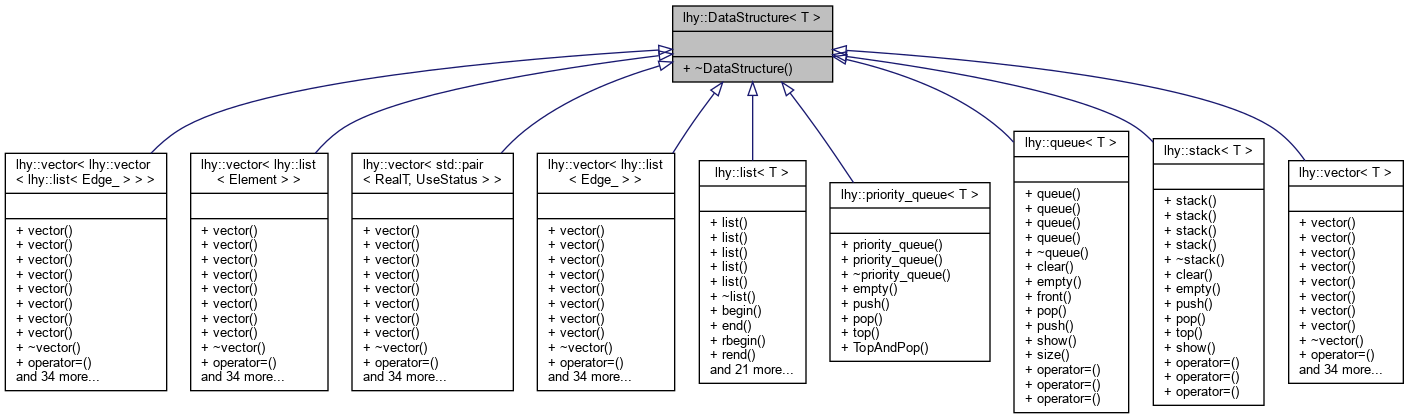 lhy::DataStructure< T >
+ ~DataStructure()
lhy::vector< lhy::vector
< lhy::list< Edge_ > > >
+ vector()
+ vector()
+ vector()
+ vector()
+ vector()
+ vector()
+ vector()
+ vector()
+ ~vector()
+ operator=()
and 34 more...
lhy::vector< lhy::list
< Element > >
+ vector()
+ vector()
+ vector()
+ vector()
+ vector()
+ vector()
+ vector()
+ vector()
+ ~vector()
+ operator=()
and 34 more...
lhy::vector< std::pair
< RealT, UseStatus > >
+ vector()
+ vector()
+ vector()
+ vector()
+ vector()
+ vector()
+ vector()
+ vector()
+ ~vector()
+ operator=()
and 34 more...
lhy::vector< lhy::list
< Edge_ > >
+ vector()
+ vector()
+ vector()
+ vector()
+ vector()
+ vector()
+ vector()
+ vector()
+ ~vector()
+ operator=()
and 34 more...
lhy::list< T >
+ list()
+ list()
+ list()
+ list()
+ list()
+ ~list()
+ begin()
+ end()
+ rbegin()
+ rend()
and 21 more...
lhy::priority_queue< T >
+ priority_queue()
+ priority_queue()
+ ~priority_queue()
+ empty()
+ push()
+ pop()
+ top()
+ TopAndPop()
lhy::queue< T >
+ queue()
+ queue()
+ queue()
+ queue()
+ ~queue()
+ clear()
+ empty()
+ front()
+ pop()
+ push()
+ show()
+ size()
+ operator=()
+ operator=()
+ operator=()
lhy::stack< T >
+ stack()
+ stack()
+ stack()
+ stack()
+ ~stack()
+ clear()
+ empty()
+ push()
+ pop()
+ top()
+ show()
+ operator=()
+ operator=()
+ operator=()
lhy::vector< T >
+ vector()
+ vector()
+ vector()
+ vector()
+ vector()
+ vector()
+ vector()
+ vector()
+ ~vector()
+ operator=()
and 34 more...